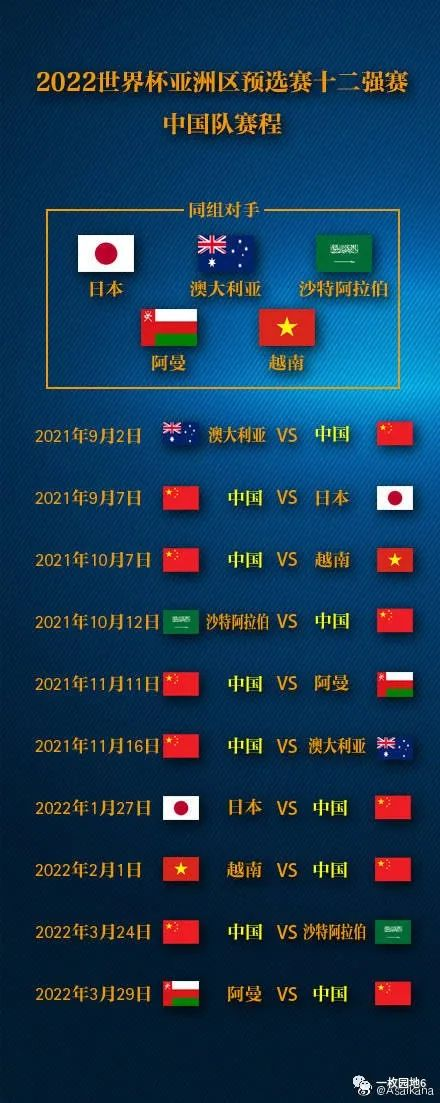 2022世界杯亚洲区预选赛十二强赛
中国队赛程
同组对手
日本 澳大利亚 沙特阿拉伯
阿曼 越南
2021年9月2日 澳大利亚 VS 中国
2021年9月7日 中国 VS 日本
2021年10月7日 中国 VS 越南
2021年10月12日 沙特阿拉伯 VS 中国
2021年11月11日 中国 VS 阿曼
2021年11月16日 中国 VS 澳大利亚
2022年1月27日 日本 VS 中国
2022年2月1日 越南 VS 中国
2022年3月24日 中国 VS 沙特阿拉伯
2022年3月29日 阿曼 VS 中国
一枚园地6
@Asaikana